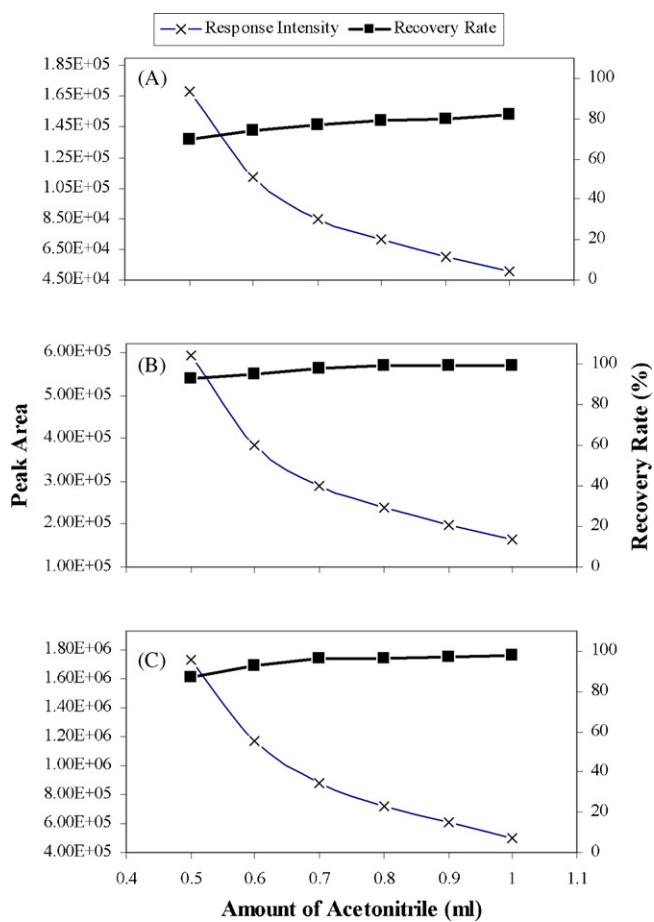 Response Intensity Recovery Rate
(A)
1.85E+05
1.65E+05
1.45E+05
1.25E+05
1.05E+05
8.50E+04
6.50E+04
4.50E+04
100
80
60
40
20
0
(B)
6.00E+05
5.00E+05
4.00E+05
3.00E+05
2.00E+05
1.00E+05
100
80
60
40
20
0
Peak Area
Recovery Rate (%)
(C)
1.80E+06
1.60E+06
1.40E+06
1.20E+06
1.00E+06
8.00E+05
6.00E+05
4.00E+05
100
80
60
40
20
0
0.4 0.5 0.6 0.7 0.8 0.9 1 1.1
Amount of Acetonitrile (ml)